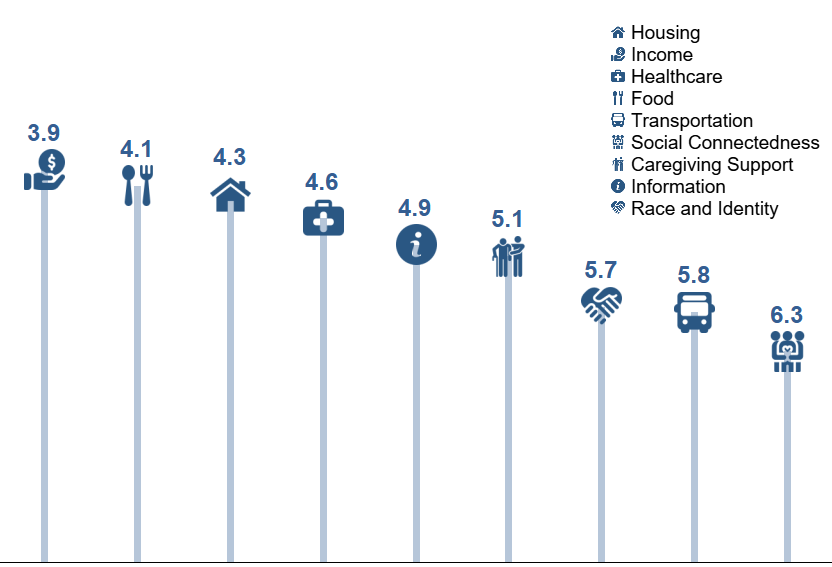 Housing
Income
Healthcare
Food
Transportation
Social Connectedness
Caregiving Support
Information
Race and Identity
3.9
4.1
4.3
4.6
4.9
5.1
5.7
5.8
6.3